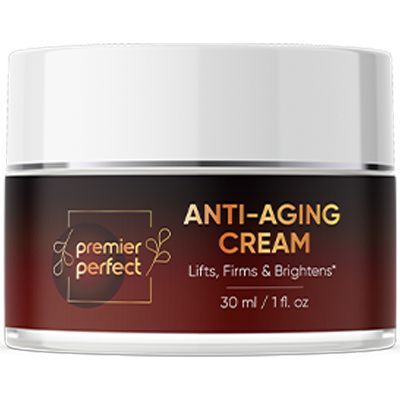 premier
perfect
ANTI-AGING
CREAM
Lifts, Firms & Brightens*
30 ml / 1 fl. oz